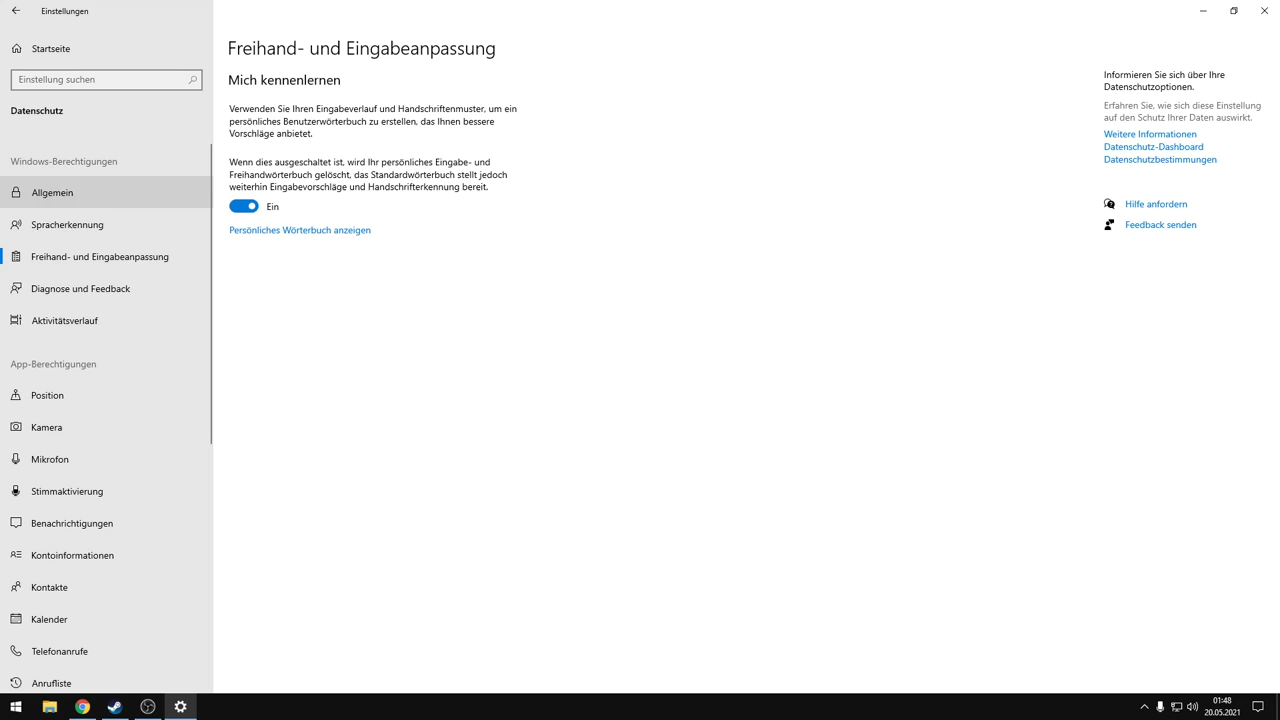 Einstellungen
Startseite
Einstellung suchen
Datenschutz
Windows-Berechtigungen
Allgemein
Spracherkennung
Freihand- und Eingabeanpassung
Diagnose und Feedback
Aktivitätsverlauf
App-Berechtigungen
Position
Kamera
Mikrofon
Stimmaktivierung
Benachrichtigungen
Kontoinformationen
Kontakte
Kalender
Telefonanrufe
Anrufliste
Freihand- und Eingabeanpassung
Mich kennenlernen
Verwenden Sie Ihren Eingabeverlauf und Handschriftenmuster, um ein
persönliches Benutzerwörterbuch zu erstellen, das Ihnen bessere
Vorschläge anbietet.
Wenn dies ausgeschaltet ist, wird Ihr persönliches Eingabe- und
Freihandwörterbuch gelöscht, das Standardwörterbuch stellt jedoch
weiterhin Eingabevorschläge und Handschrifterkennung bereit.
Ein
Persönliches Wörterbuch anzeigen
Informieren Sie sich über Ihre
Datenschutzoptionen.
Erfahren Sie, wie sich diese Einstellung
auf den Schutz Ihrer Daten auswirkt.
Weitere Informationen
Datenschutz-Dashboard
Datenschutzbestimmungen
Hilfe anfordern
Feedback senden
01:48
20.05.2021